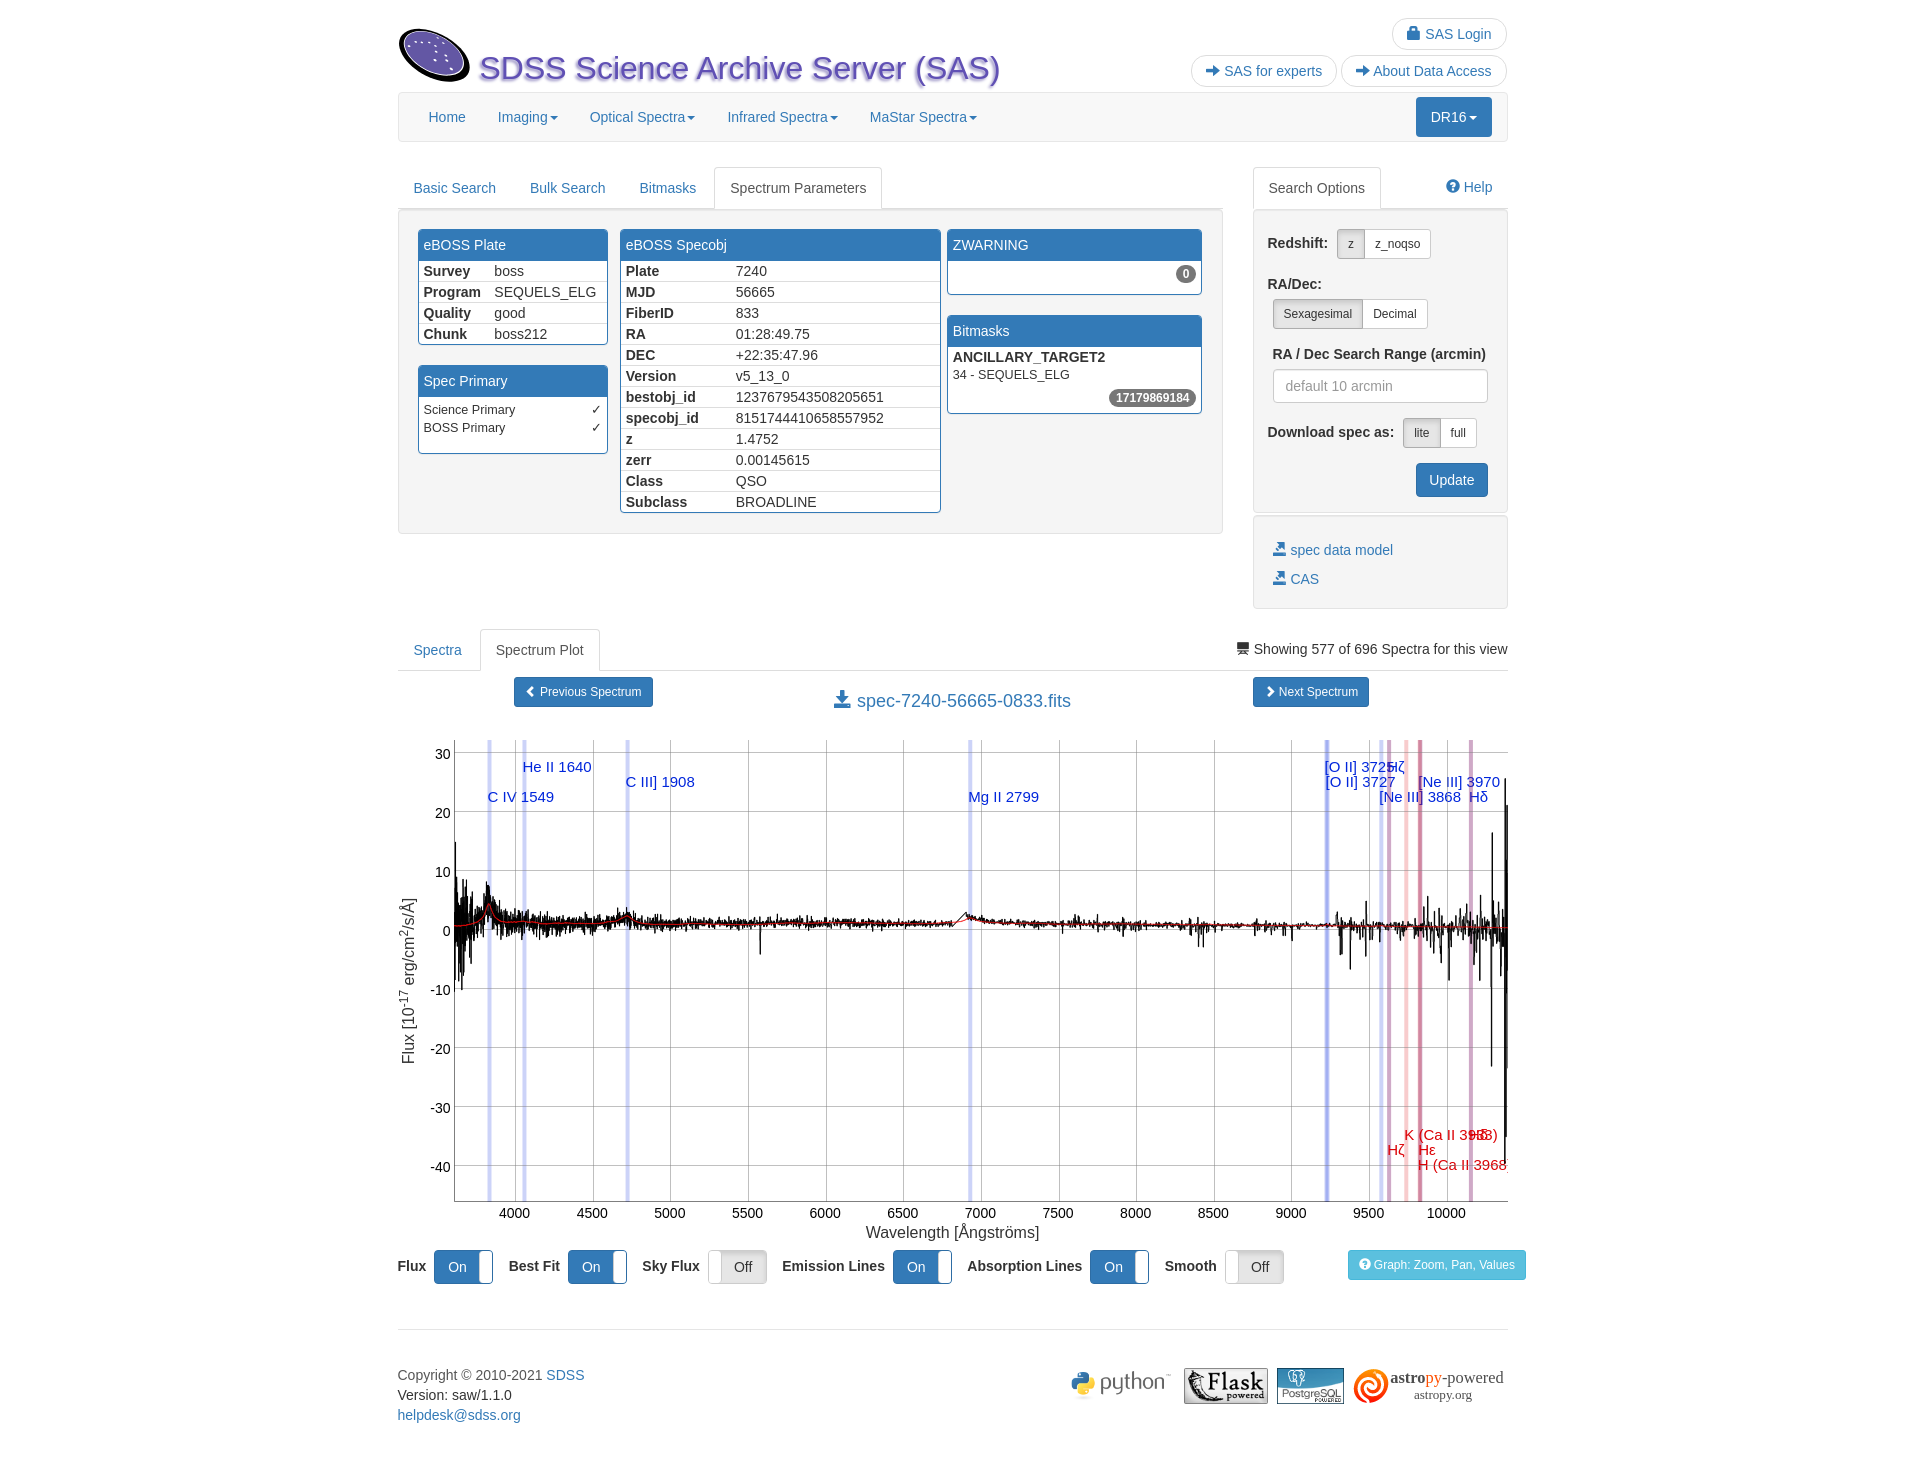 SAS Login
SDSS Science Archive Server (SAS)
SAS for experts
About Data Access
Home
Imaging
Optical Spectra
Infrared Spectra
MaStar Spectra
DR16
Basic Search
Bulk Search
Bitmasks
Spectrum Parameters
eBOSS Plate
Survey boss
Program SEQUELS_ELG
Quality good
Chunk boss212
Spec Primary
Science Primary ✓
BOSS Primary ✓
eBOSS Specobj
Plate 7240
MJD 56665
FiberID 833
RA 01:28:49.75
DEC +22:35:47.96
Version v5_13_0
bestobj_id 1237679543508205651
specobj_id 8151744410658557952
z 1.4752
zerr 0.00145615
Class QSO
Subclass BROADLINE
ZWARNING
0
Bitmasks
ANCILLARY_TARGET2
34 - SEQUELS_ELG
17179869184
Search Options
Help
Redshift: z z_noqso
RA/Dec:
Sexagesimal Decimal
RA / Dec Search Range (arcmin)
default 10 arcmin
Download spec as: lite full
Update
spec data model
CAS
Spectra
Spectrum Plot
Showing 577 of 696 Spectra for this view
Previous Spectrum
spec-7240-56665-0833.fits
Next Spectrum
Flux [10-17 erg/cm2/s/Å]
30
20
10
0
-10
-20
-30
-40
He II 1640
C III] 1908
C IV 1549
Mg II 2799
[O II] 3725
Hζ
[O II] 3727
[Ne III] 3970
[Ne III] 3868
Hδ
K (Ca II 3933)
Hδ
Hζ
Hε
H (Ca II 3968
4000 4500 5000 5500 6000 6500 7000 7500 8000 8500 9000 9500 10000
Wavelength [Ångströms]
Flux On
Best Fit On
Sky Flux Off
Emission Lines On
Absorption Lines On
Smooth Off
Graph: Zoom, Pan, Values
Copyright © 2010-2021 SDSS
Version: saw/1.1.0
helpdesk@sdss.org
python
Flask
powered
PostgreSQL
POWERED
astropy-powered
astropy.org